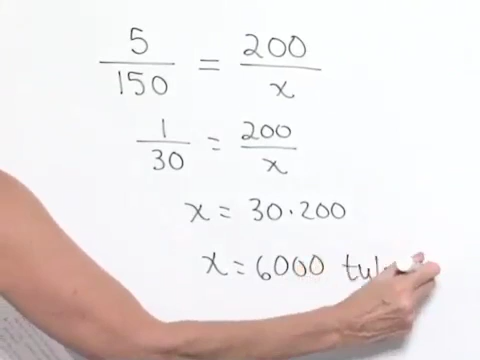 5/150 = 200/x
1/30 = 200/x
x = 30·200
x = 6000